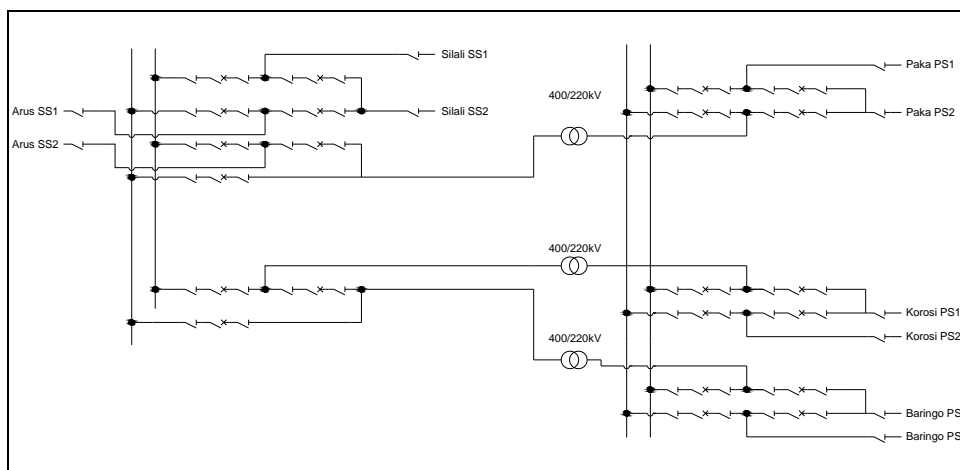 Silali SS1
Paka PS1
400/220kV
Arus SS1
Silali SS2
Paka PS2
Arus SS2
400/220kV
Korosi PS1
400/220kV
Korosi PS2
Baringo PS
Baringo PS